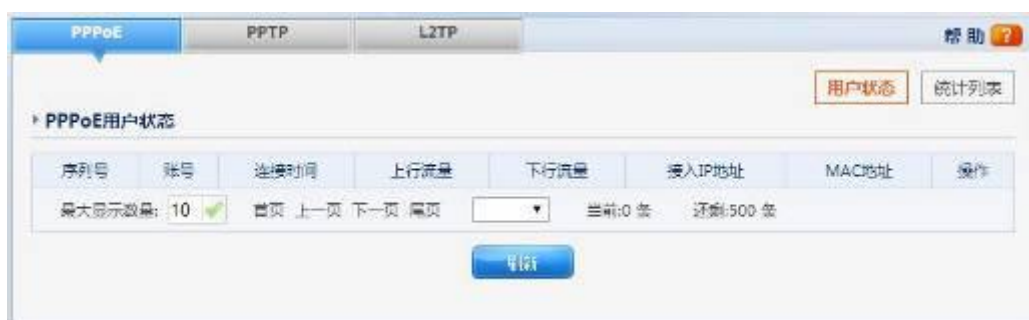 PPPoE PPTP L2TP 帮助 ?
用户状态 统计列表
PPPoE用户状态
序列号 账号 连接时间 上行流量 下行流量 接入IP地址 MAC地址 操作
最大显示数量: 10 首页 上一页 下一页 尾页 当前:0 条 还剩:500 条
刷新